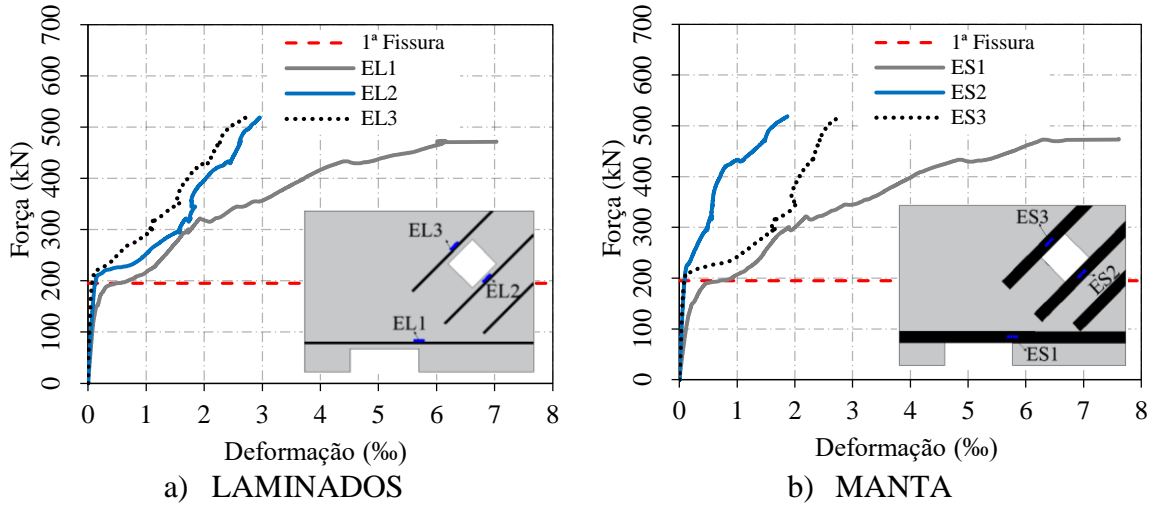 700
600
500
400
300
200
100
0
Força (kN)
1ª Fissura
EL1
EL2
EL3
EL3
EL2
EL1
0 1 2 3 4 5 6 7 8
Deformação (‰)
a) LAMINADOS
700
600
500
400
300
200
100
0
Força (kN)
1ª Fissura
ES1
ES2
ES3
ES3
ES2
ES1
0 1 2 3 4 5 6 7 8
Deformação (‰)
b) MANTA